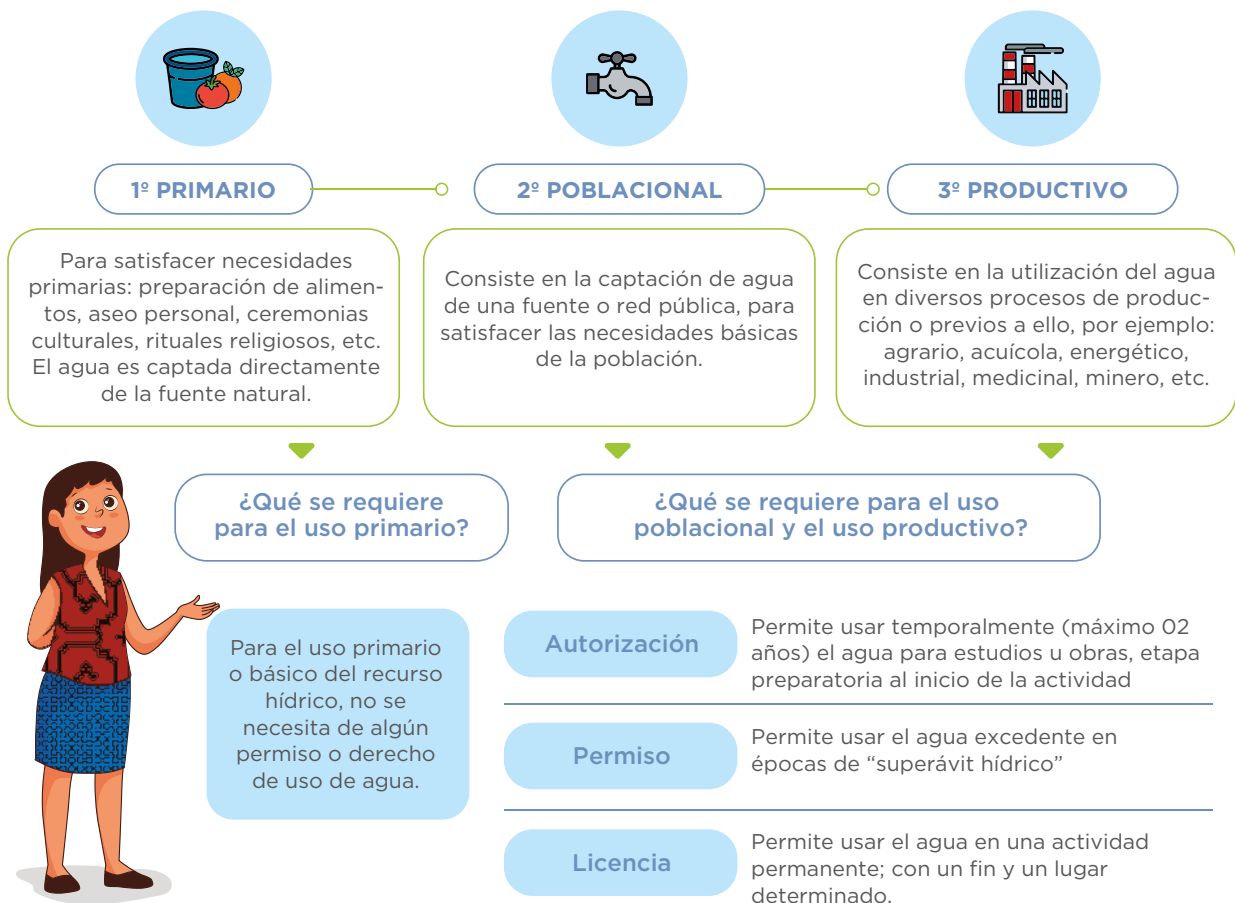 1º PRIMARIO
Para satisfacer necesidades
primarias: preparación de alimen-
tos, aseo personal, ceremonias
culturales, rituales religiosos, etc.
El agua es captada directamente
de la fuente natural.
2º POBLACIONAL
Consiste en la captación de agua
de una fuente o red pública, para
satisfacer las necesidades básicas
de la población.
3º PRODUCTIVO
Consiste en la utilización del agua
en diversos procesos de produc-
ción o previos a ello, por ejemplo:
agrario, acuícola, energético,
industrial, medicinal, minero, etc.
¿Qué se requiere
para el uso primario?
Para el uso primario
o básico del recurso
hídrico, no se
necesita de algún
permiso o derecho
de uso de agua.
¿Qué se requiere para el uso
poblacional y el uso productivo?
Autorización
Permite usar temporalmente (máximo 02
años) el agua para estudios u obras, etapa
preparatoria al inicio de la actividad
Permiso
Permite usar el agua excedente en
épocas de “superávit hídrico”
Licencia
Permite usar el agua en una actividad
permanente; con un fin y un lugar
determinado.